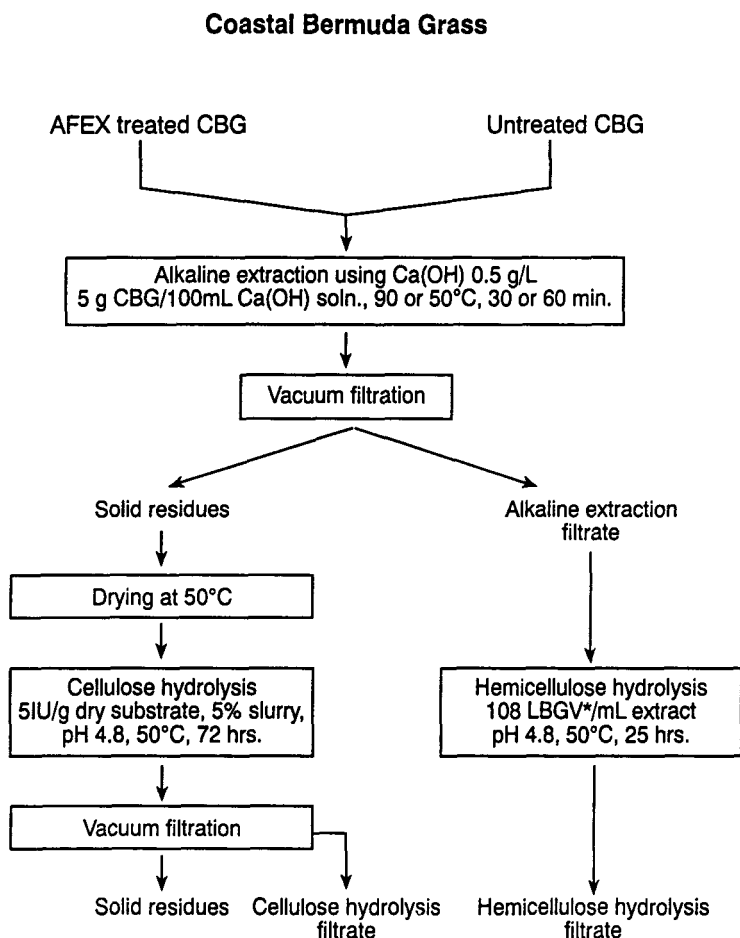 Coastal Bermuda Grass
AFEX treated CBG
Untreated CBG
Alkaline extraction using Ca(OH) 0.5 g/L
5 g CBG/100mL Ca(OH) soln., 90 or 50°C, 30 or 60 min.
Vacuum filtration
Solid residues
Alkaline extraction
filtrate
Drying at 50°C
Cellulose hydrolysis
5IU/g dry substrate, 5% slurry,
pH 4.8, 50°C, 72 hrs.
Hemicellulose hydrolysis
108 LBGV*/mL extract
pH 4.8, 50°C, 25 hrs.
Vacuum filtration
Solid residues
Cellulose hydrolysis
filtrate
Hemicellulose hydrolysis
filtrate